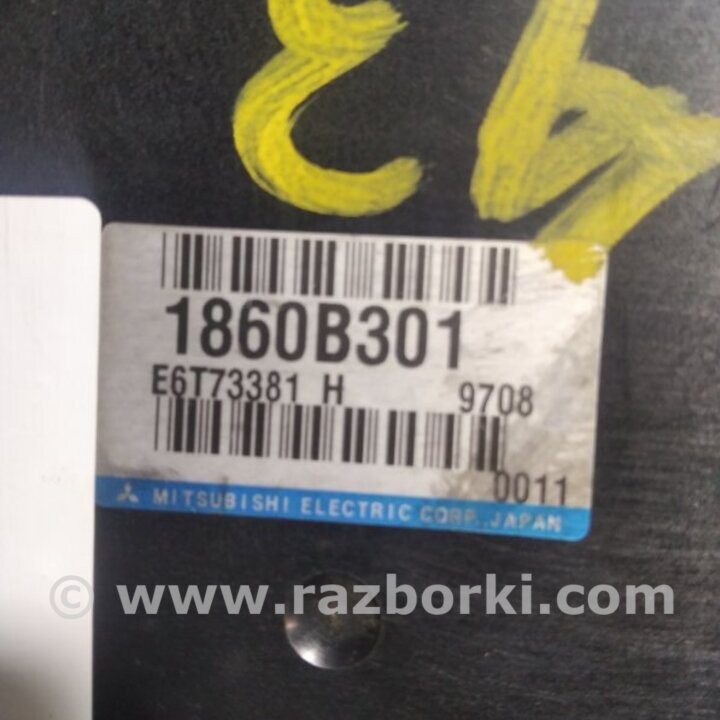 1860B301
E6T73381 H 9708
0011
MITSUBISHI ELECTRIC CORP. JAPAN
© www.razborki.com